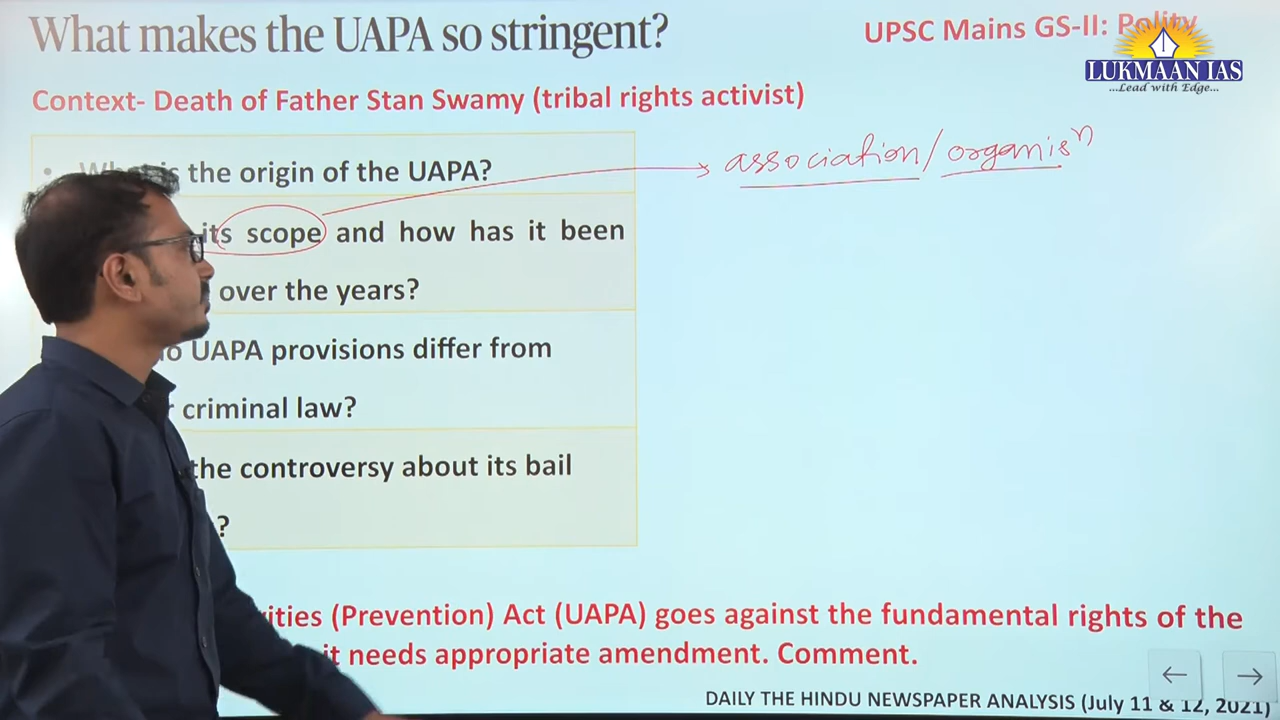 What makes the UAPA so stringent?
UPSC Mains GS-II: Polity
LUKMAAN IAS
...Lead with Edge...
Context- Death of Father Stan Swamy (tribal rights activist)
association/organisⁿ
• is the origin of the UAPA?
its scope and how has it been
over the years?
UAPA provisions differ from
criminal law?
the controversy about its bail
?
(Prevention) Act (UAPA) goes against the fundamental rights of the
it needs appropriate amendment. Comment.
DAILY THE HINDU NEWSPAPER ANALYSIS (July 11 & 12, 2021)